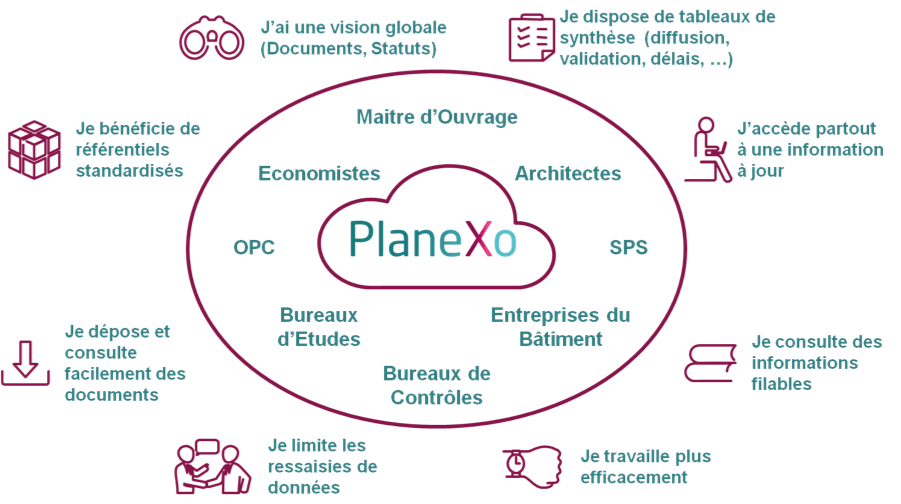 J'ai une vision globale
(Documents, Statuts)
Je dispose de tableaux de
synthèse (diffusion,
validation, délais, …)
Je bénéficie de
référentiels
standardisés
J'accède partout
à une information
à jour
Maitre d'Ouvrage
Economistes
Architectes
OPC
PlaneXo
SPS
Bureaux
d'Etudes
Entreprises du
Bâtiment
Bureaux de
Contrôles
Je dépose et
consulte
facilement des
documents
Je consulte des
informations
filables
Je limite les
ressaisies de
données
Je travaille plus
efficacement